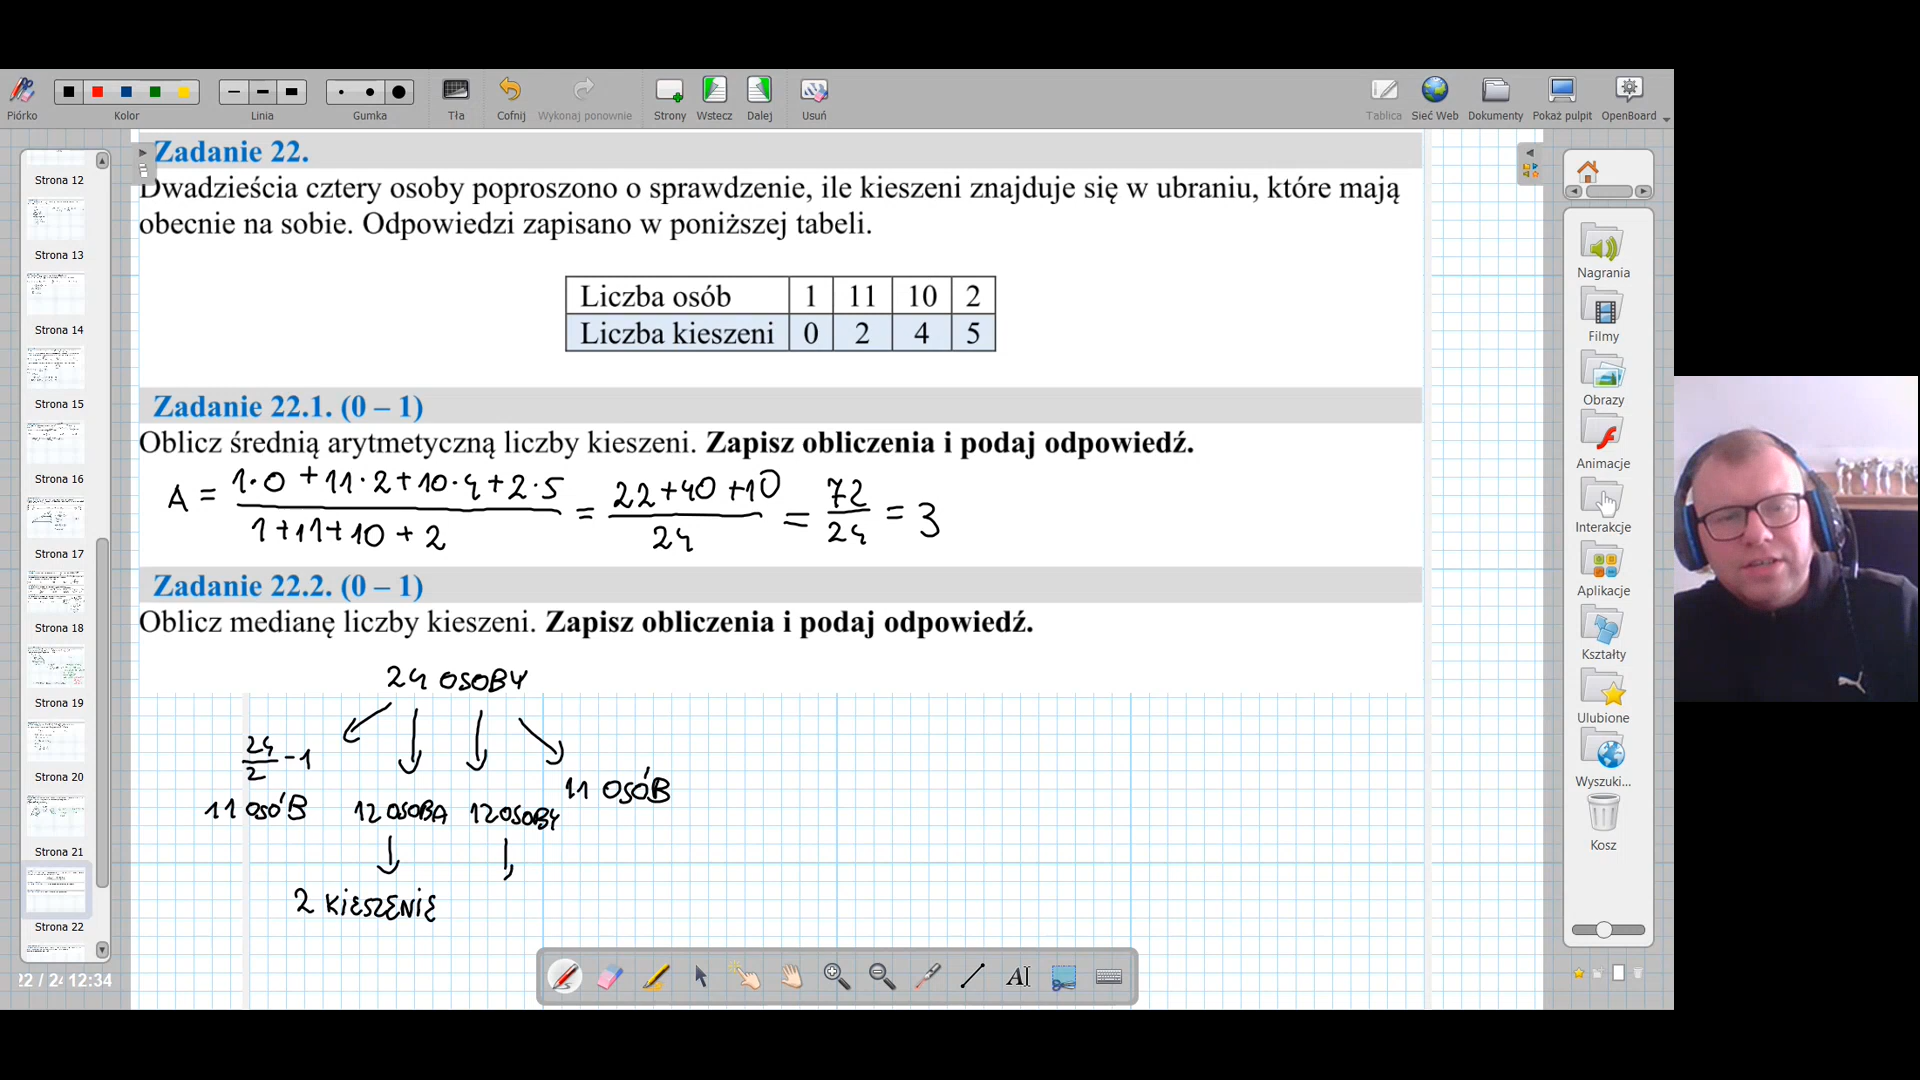 Piórko
Kolor
Linia
Gumka
Tła
Cofnij
Wykonaj ponownie
Strony
Wstecz
Dalej
Usuń
Tablica
Sieć Web
Dokumenty
Pokaż pulpit
OpenBoard
Strona 12
Strona 13
Strona 14
Strona 15
Strona 16
Strona 17
Strona 18
Strona 19
Strona 20
Strona 21
Strona 22
22 / 24 12:34
Zadanie 22.
Dwadzieścia cztery osoby poproszono o sprawdzenie, ile kieszeni znajduje się w ubraniu, które mają
obecnie na sobie. Odpowiedzi zapisano w poniższej tabeli.
Liczba osób 1 11 10 2
Liczba kieszeni 0 2 4 5
Zadanie 22.1. (0 – 1)
Oblicz średnią arytmetyczną liczby kieszeni. Zapisz obliczenia i podaj odpowiedź.
A = 1·0 + 11·2 + 10·4 + 2·5 / 1 + 11 + 10 + 2 = 22 + 40 + 10 / 24 = 72 / 24 = 3
Zadanie 22.2. (0 – 1)
Oblicz medianę liczby kieszeni. Zapisz obliczenia i podaj odpowiedź.
24 OSOBY
24 / 2 - 1
11 OSÓB 12 OSOBA 12 OSOBY 11 OSÓB
2 KIESZENIE
AI
Nagrania
Filmy
Obrazy
Animacje
Interakcje
Aplikacje
Kształty
Ulubione
Wyszuki...
Kosz